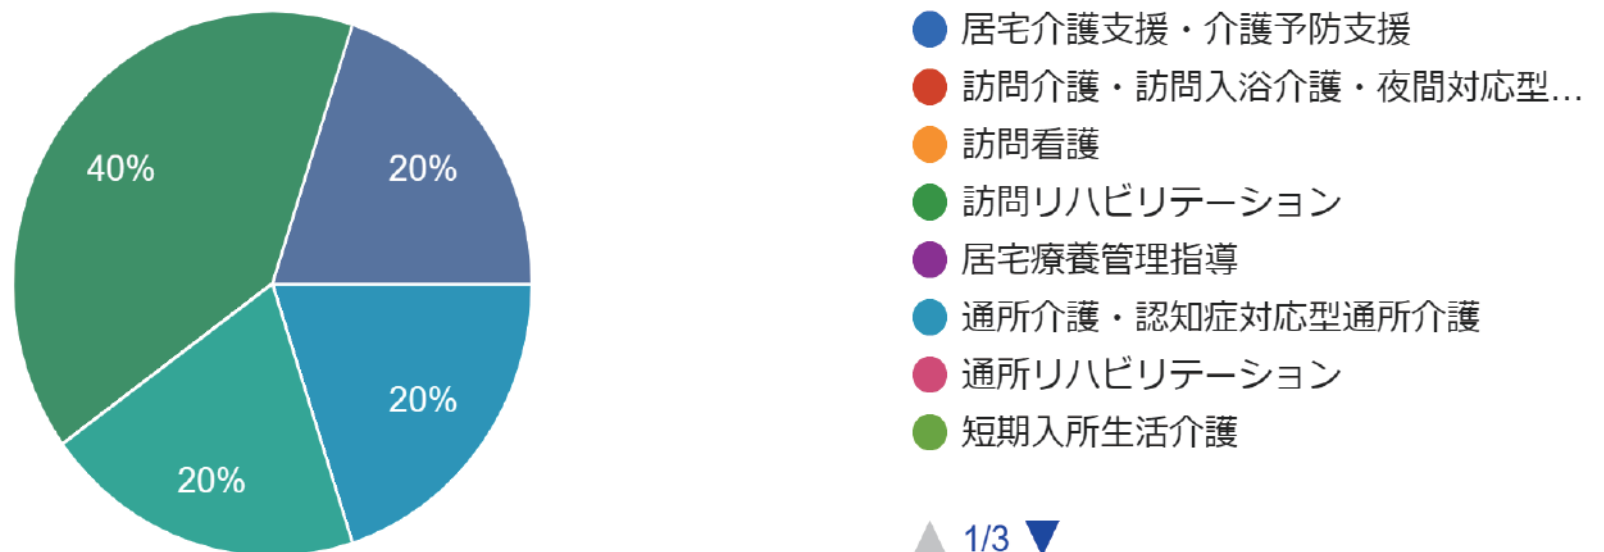 40%
20%
20%
20%
居宅介護支援・介護予防支援
訪問介護・訪問入浴介護・夜間対応型…
訪問看護
訪問リハビリテーション
居宅療養管理指導
通所介護・認知症対応型通所介護
通所リハビリテーション
短期入所生活介護
1/3